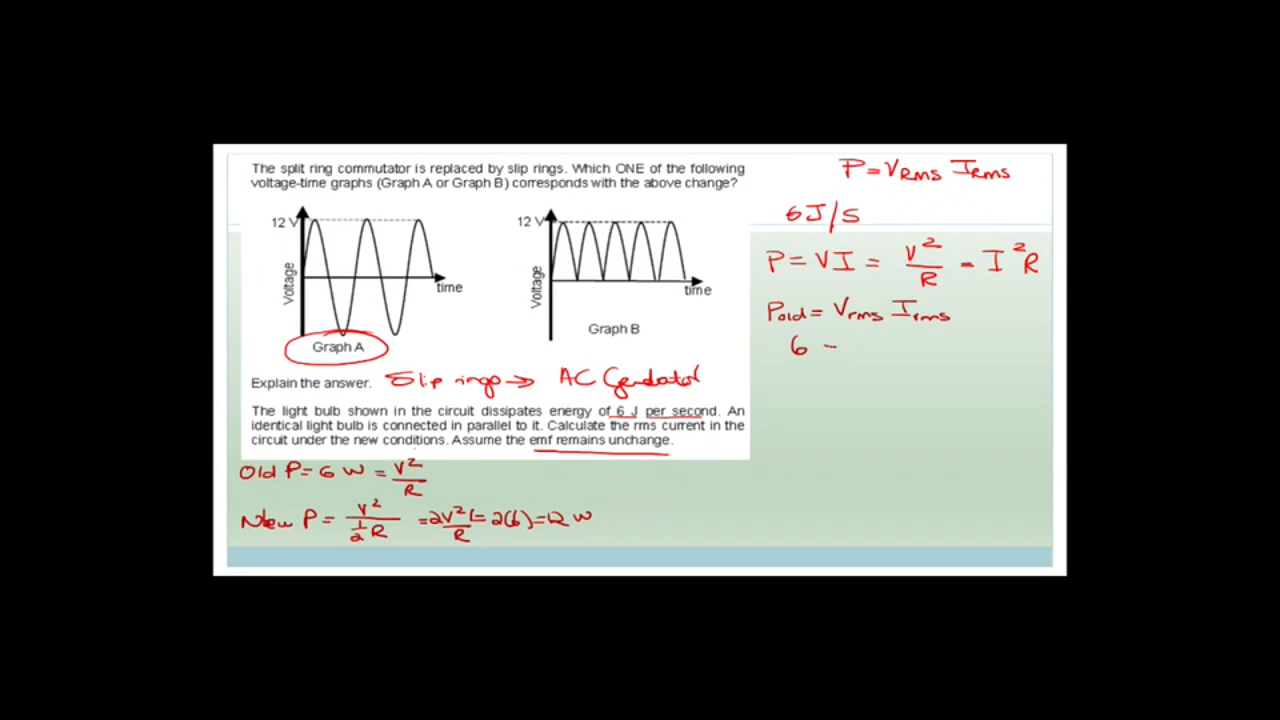 The split ring commutator is replaced by slip rings. Which ONE of the following
voltage-time graphs (Graph A or Graph B) corresponds with the above change?
12 V
Voltage
time
Graph A
12 V
Voltage
time
Graph B
Explain the answer.
Slip rings → AC Generator
The light bulb shown in the circuit dissipates energy of 6 J per second. An
identical light bulb is connected in parallel to it. Calculate the rms current in the
circuit under the new conditions. Assume the emf remains unchange.
Old P = 6 W = V²/R
New P = V²/½R = 2V²/R = 2(6) = 12 W
P = VRMS IRMS
6J/S
P = VI = V²/R = I²R
Pold = Vrms Irms
6 =